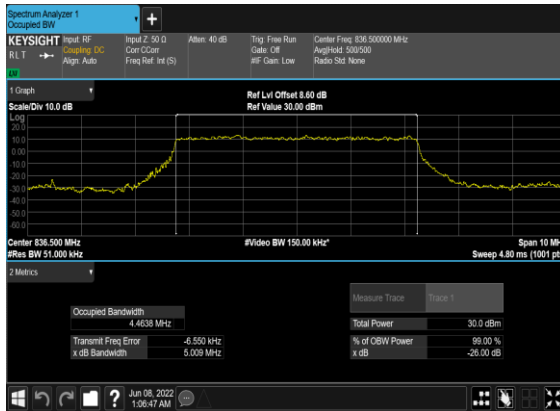 Spectrum Analyzer 1
Occupied BW
KEYSIGHT
R L T
Input: RF
Coupling: DC
Align: Auto
Input Z: 50 Ω
Corr CCorr
Freq Ref: Int (S)
Atten: 40 dB
Trig: Free Run
Gate: Off
#IF Gain: Low
Center Freq: 836.500000 MHz
Avg|Hold: 500/500
Radio Std: None
1 Graph
Scale/Div 10.0 dB
Ref Lvl Offset 8.60 dB
Ref Value 30.00 dBm
Log
20.0
10.0
0.00
-10.0
-20.0
-30.0
-40.0
-50.0
-60.0
Center 836.500 MHz
#Res BW 51.000 kHz
#Video BW 150.00 kHz*
Span 10 MH
Sweep 4.80 ms (1001 pt
2 Metrics
Occupied Bandwidth
4.4638 MHz
Transmit Freq Error -6.550 kHz
x dB Bandwidth 5.009 MHz
Measure Trace Trace 1
Total Power 30.0 dBm
% of OBW Power 99.00 %
x dB -26.00 dB
?
Jun 08, 2022
1:06:47 AM